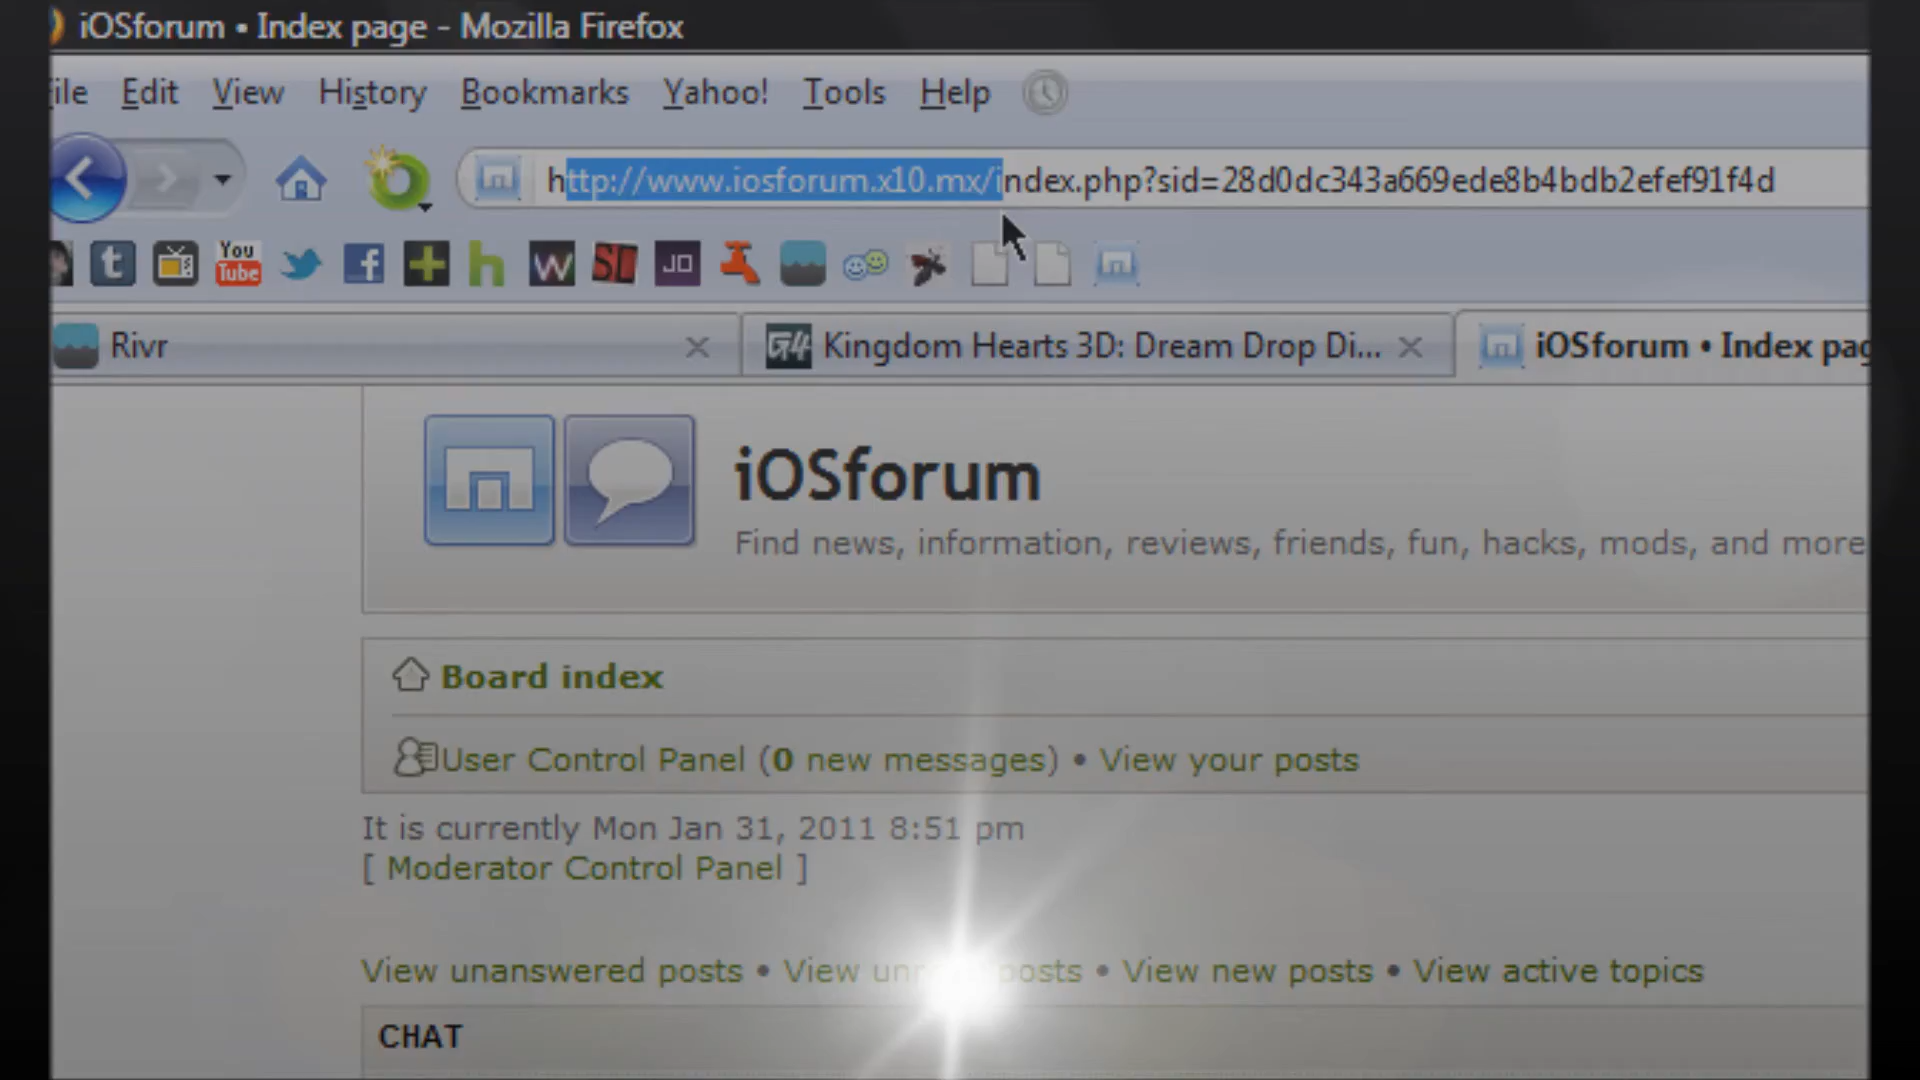 iOSforum • Index page - Mozilla Firefox
ile Edit View History Bookmarks Yahoo! Tools Help
http://www.iosforum.x10.mx/index.php?sid=28d0dc343a669ede8b4bdb2efef91f4d
t You Tube f h W SD JO
Rivr G4 Kingdom Hearts 3D: Dream Drop Di... iOSforum • Index pag
iOSforum
Find news, information, reviews, friends, fun, hacks, mods, and more
Board index
User Control Panel (0 new messages) • View your posts
It is currently Mon Jan 31, 2011 8:51 pm
[ Moderator Control Panel ]
View unanswered posts • View un posts • View new posts • View active topics
CHAT